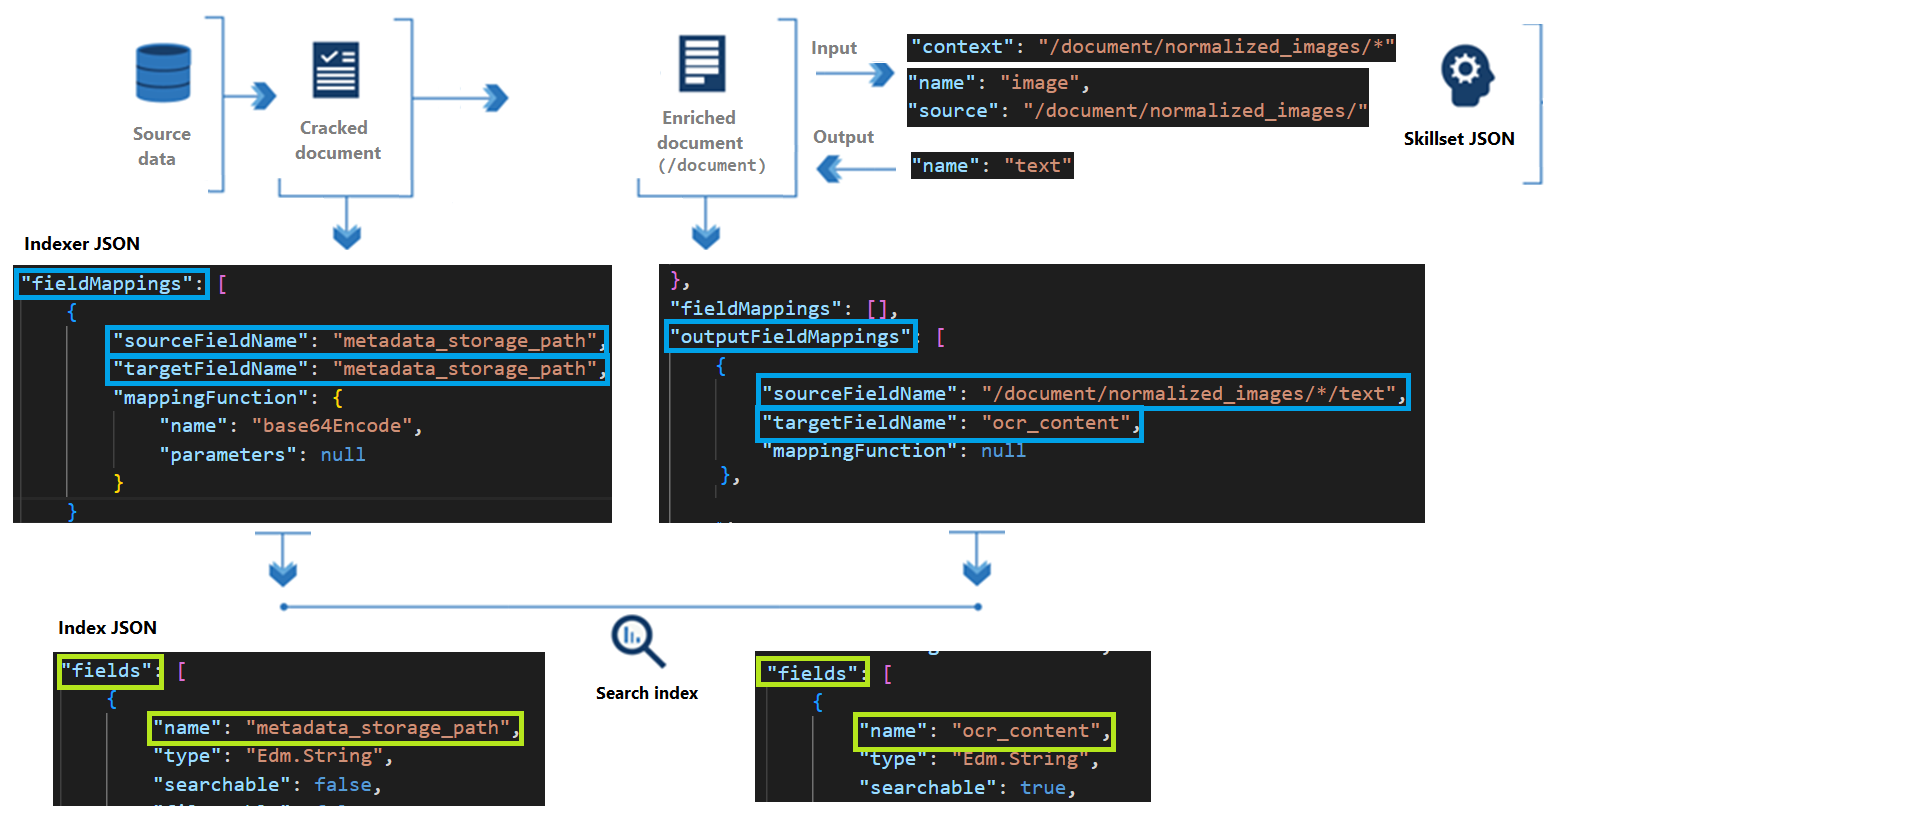 Source
data
Cracked
document
Enriched
document
(/document)
Input
"context": "/document/normalized_images/*"
"name": "image",
"source": "/document/normalized_images/"
Output
"name": "text"
Skillset JSON
Indexer JSON
"fieldMappings": [
{
"sourceFieldName": "metadata_storage_path",
"targetFieldName": "metadata_storage_path",
"mappingFunction": {
"name": "base64Encode",
"parameters": null
}
}
},
"fieldMappings": [],
"outputFieldMappings": [
{
"sourceFieldName": "/document/normalized_images/*/text",
"targetFieldName": "ocr_content",
"mappingFunction": null
},
Index JSON
"fields": [
{
"name": "metadata_storage_path",
"type": "Edm.String",
"searchable": false,
Search index
"fields": [
{
"name": "ocr_content",
"type": "Edm.String",
"searchable": true,